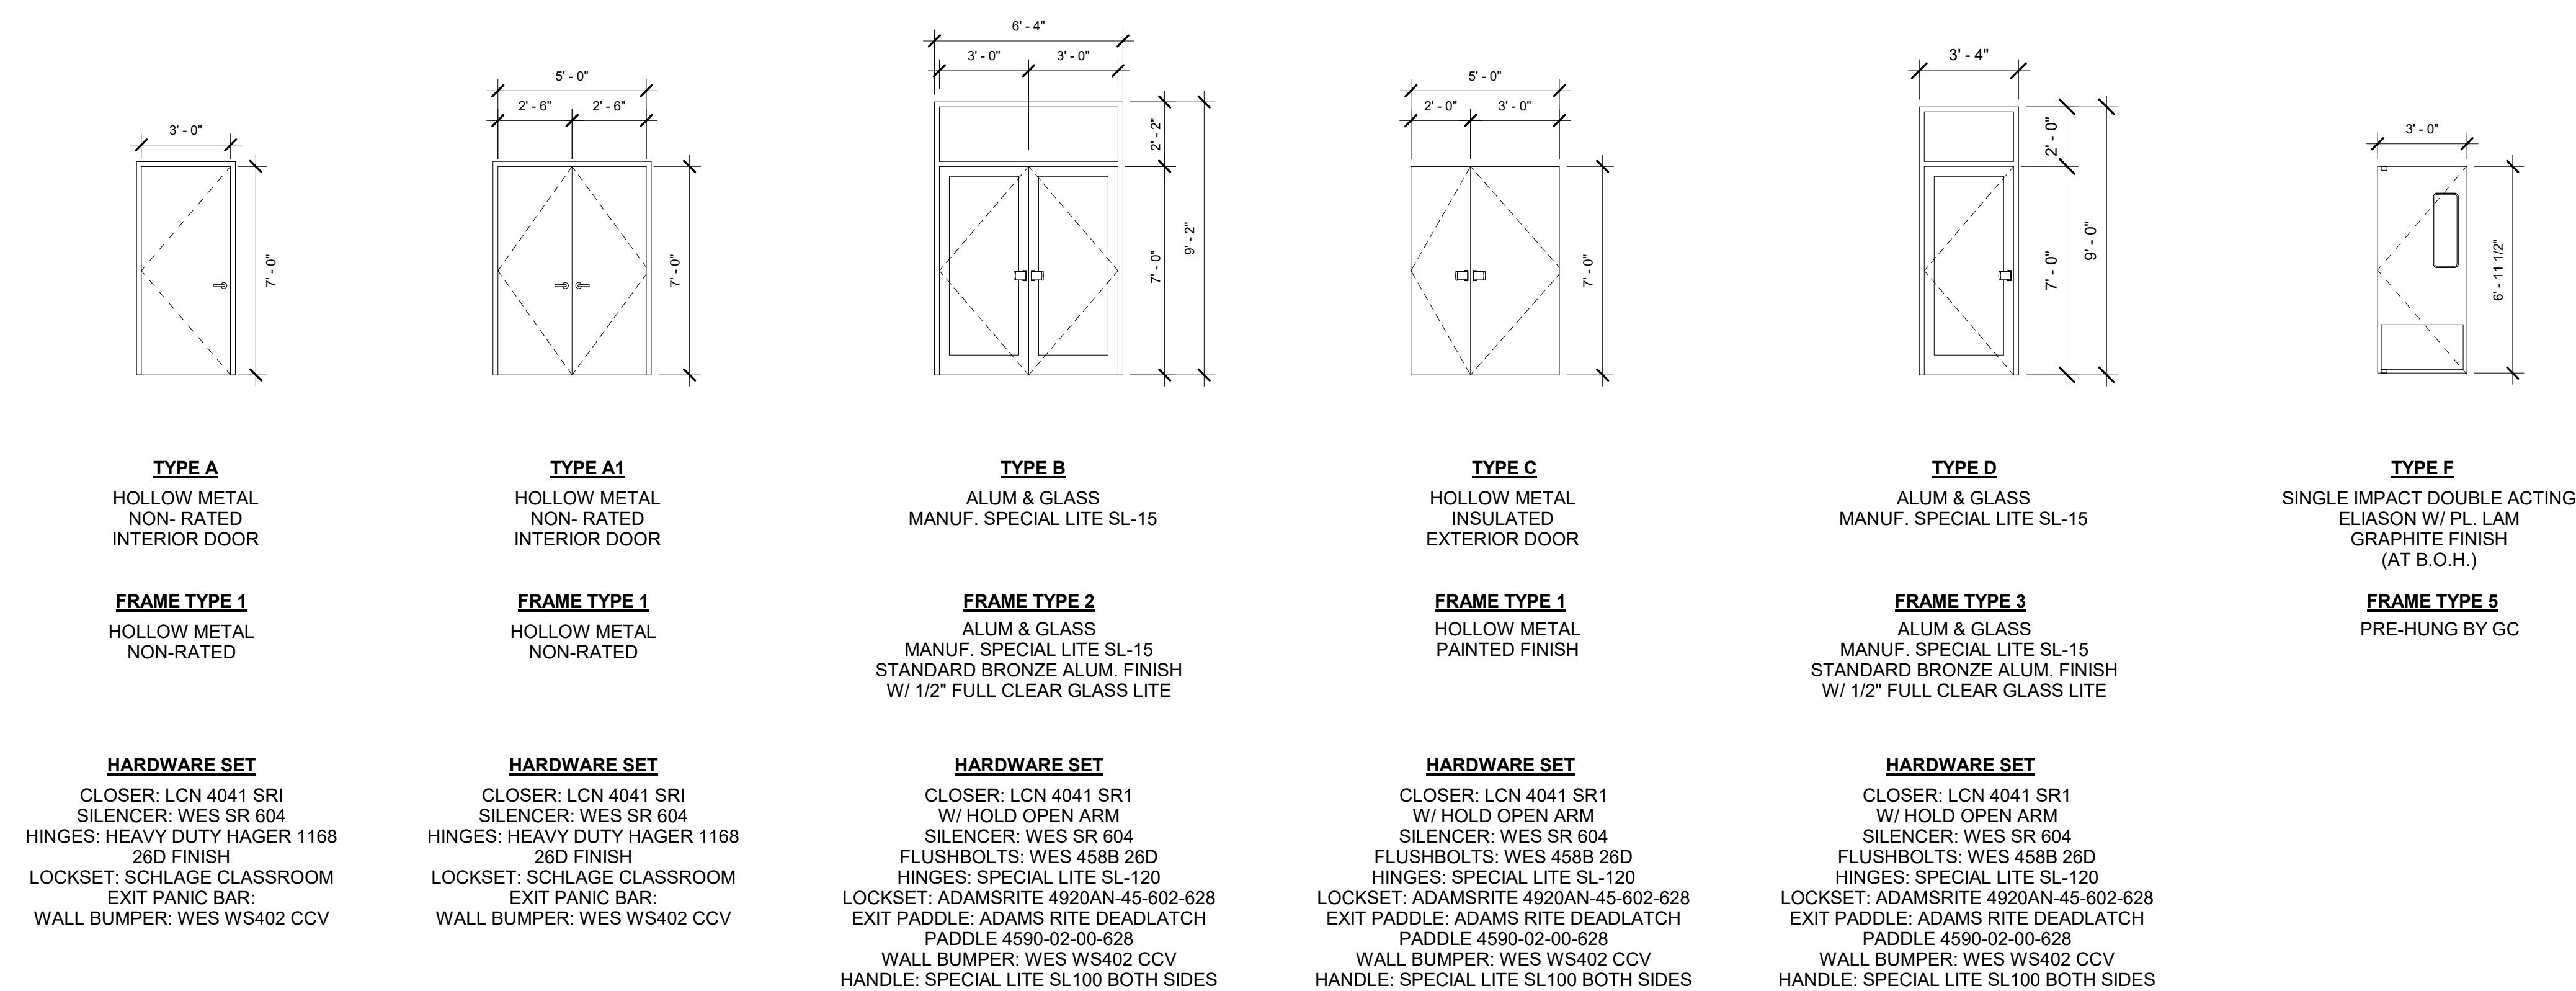 3' - 0"
7' - 0"
TYPE A
HOLLOW METAL
NON- RATED
INTERIOR DOOR
FRAME TYPE 1
HOLLOW METAL
NON-RATED
HARDWARE SET
CLOSER: LCN 4041 SRI
SILENCER: WES SR 604
HINGES: HEAVY DUTY HAGER 1168
26D FINISH
LOCKSET: SCHLAGE CLASSROOM
EXIT PANIC BAR:
WALL BUMPER: WES WS402 CCV
5' - 0"
2' - 6"
2' - 6"
7' - 0"
TYPE A1
HOLLOW METAL
NON- RATED
INTERIOR DOOR
FRAME TYPE 1
HOLLOW METAL
NON-RATED
HARDWARE SET
CLOSER: LCN 4041 SRI
SILENCER: WES SR 604
HINGES: HEAVY DUTY HAGER 1168
26D FINISH
LOCKSET: SCHLAGE CLASSROOM
EXIT PANIC BAR:
WALL BUMPER: WES WS402 CCV
6' - 4"
3' - 0"
3' - 0"
2' - 2"
7' - 0"
9' - 2"
TYPE B
ALUM & GLASS
MANUF. SPECIAL LITE SL-15
FRAME TYPE 2
ALUM & GLASS
MANUF. SPECIAL LITE SL-15
STANDARD BRONZE ALUM. FINISH
W/ 1/2" FULL CLEAR GLASS LITE
HARDWARE SET
CLOSER: LCN 4041 SR1
W/ HOLD OPEN ARM
SILENCER: WES SR 604
FLUSHBOLTS: WES 458B 26D
HINGES: SPECIAL LITE SL-120
LOCKSET: ADAMSRITE 4920AN-45-602-628
EXIT PADDLE: ADAMS RITE DEADLATCH
PADDLE 4590-02-00-628
WALL BUMPER: WES WS402 CCV
HANDLE: SPECIAL LITE SL100 BOTH SIDES
5' - 0"
2' - 0"
3' - 0"
7' - 0"
TYPE C
HOLLOW METAL
INSULATED
EXTERIOR DOOR
FRAME TYPE 1
HOLLOW METAL
PAINTED FINISH
HARDWARE SET
CLOSER: LCN 4041 SR1
W/ HOLD OPEN ARM
SILENCER: WES SR 604
FLUSHBOLTS: WES 458B 26D
HINGES: SPECIAL LITE SL-120
LOCKSET: ADAMSRITE 4920AN-45-602-628
EXIT PADDLE: ADAMS RITE DEADLATCH
PADDLE 4590-02-00-628
WALL BUMPER: WES WS402 CCV
HANDLE: SPECIAL LITE SL100 BOTH SIDES
3' - 4"
2' - 0"
7' - 0"
9' - 0"
TYPE D
ALUM & GLASS
MANUF. SPECIAL LITE SL-15
FRAME TYPE 3
ALUM & GLASS
MANUF. SPECIAL LITE SL-15
STANDARD BRONZE ALUM. FINISH
W/ 1/2" FULL CLEAR GLASS LITE
HARDWARE SET
CLOSER: LCN 4041 SR1
W/ HOLD OPEN ARM
SILENCER: WES SR 604
FLUSHBOLTS: WES 458B 26D
HINGES: SPECIAL LITE SL-120
LOCKSET: ADAMSRITE 4920AN-45-602-628
EXIT PADDLE: ADAMS RITE DEADLATCH
PADDLE 4590-02-00-628
WALL BUMPER: WES WS402 CCV
HANDLE: SPECIAL LITE SL100 BOTH SIDES
3' - 0"
6' - 11 1/2"
TYPE F
SINGLE IMPACT DOUBLE ACTING
ELIASON W/ PL. LAM
GRAPHITE FINISH
(AT B.O.H.)
FRAME TYPE 5
PRE-HUNG BY GC